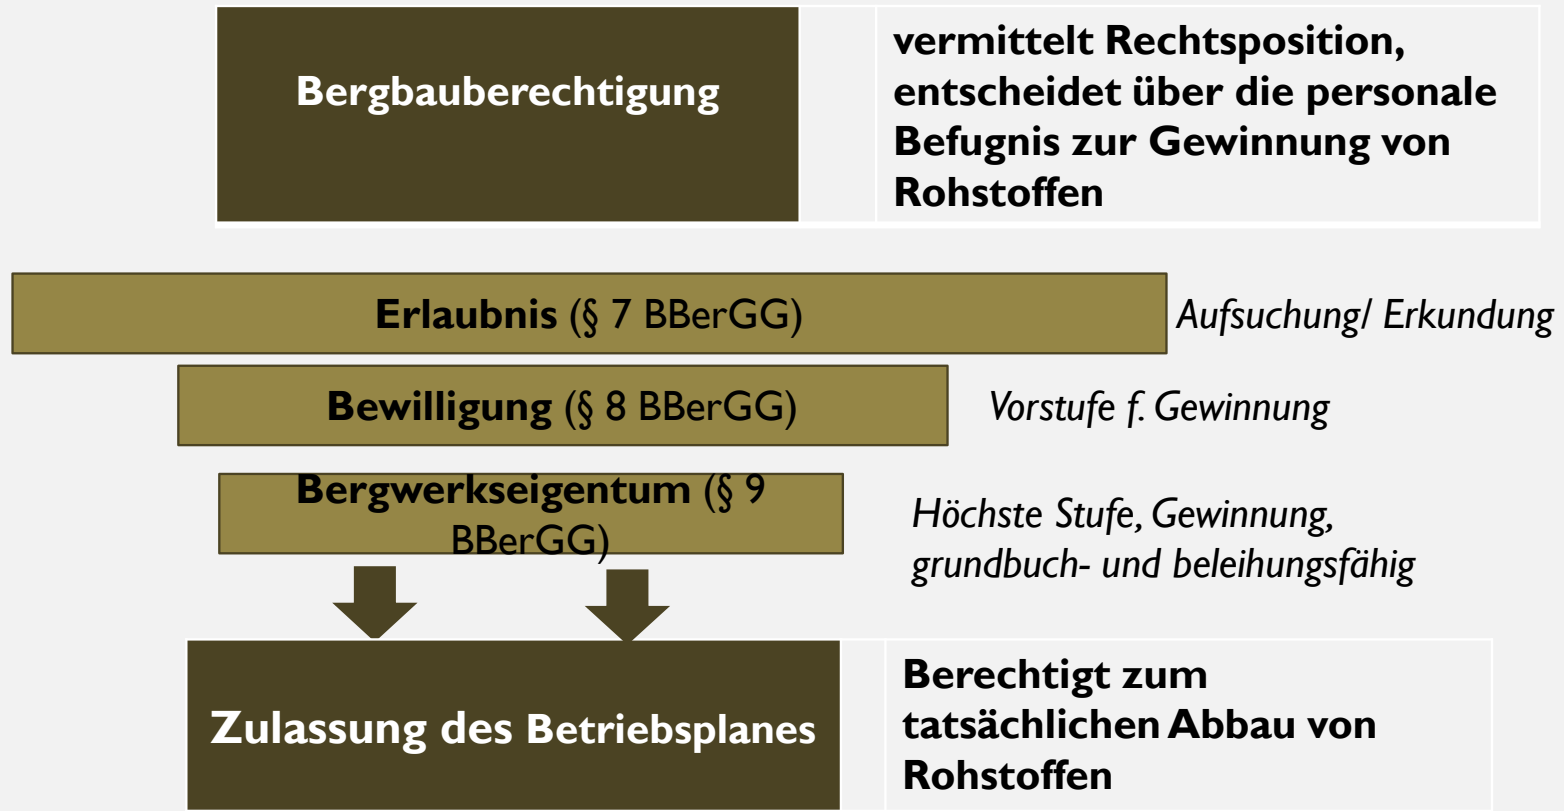 Bergbauberechtigung
vermittelt Rechtsposition,
entscheidet über die personale
Befugnis zur Gewinnung von
Rohstoffen
Erlaubnis (§ 7 BBerGG)
Aufsuchung/ Erkundung
Bewilligung (§ 8 BBerGG)
Vorstufe f. Gewinnung
Bergwerkseigentum (§ 9
BBerGG)
Höchste Stufe, Gewinnung,
grundbuch- und beleihungsfähig
Zulassung des Betriebsplanes
Berechtigt zum
tatsächlichen Abbau von
Rohstoffen